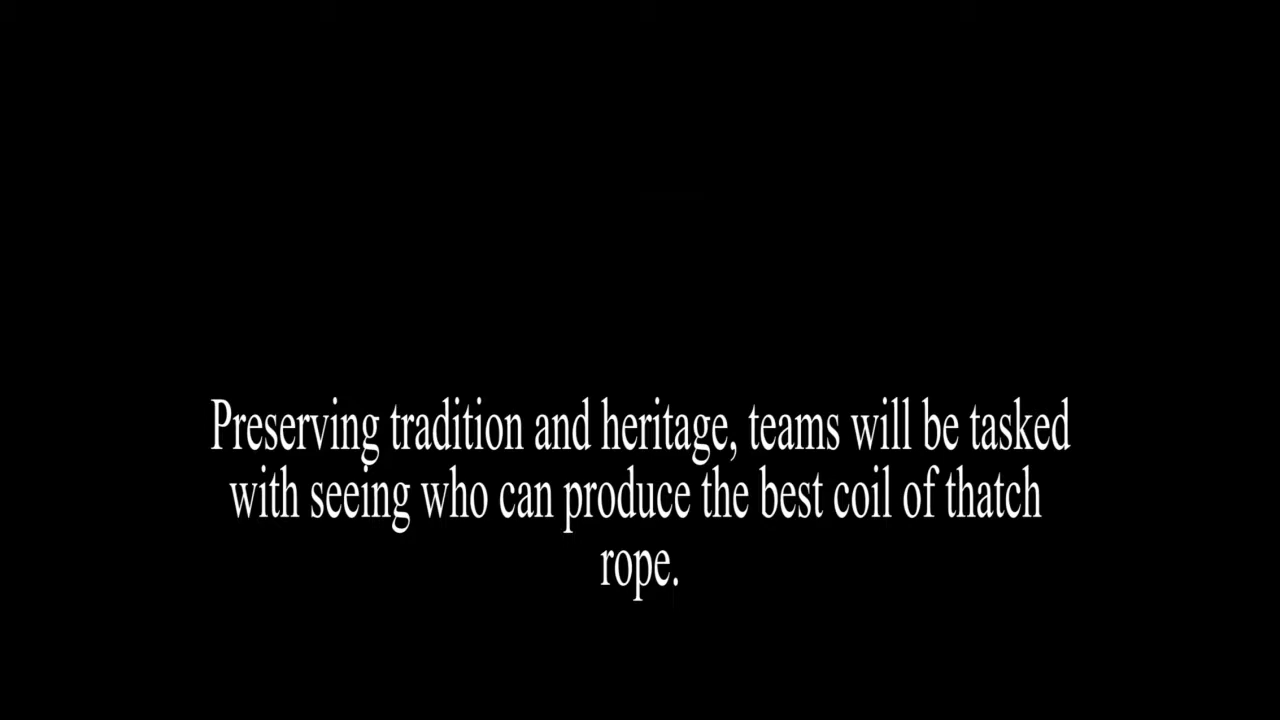 Preserving tradition and heritage, teams will be tasked
with seeing who can produce the best coil of thatch
rope.